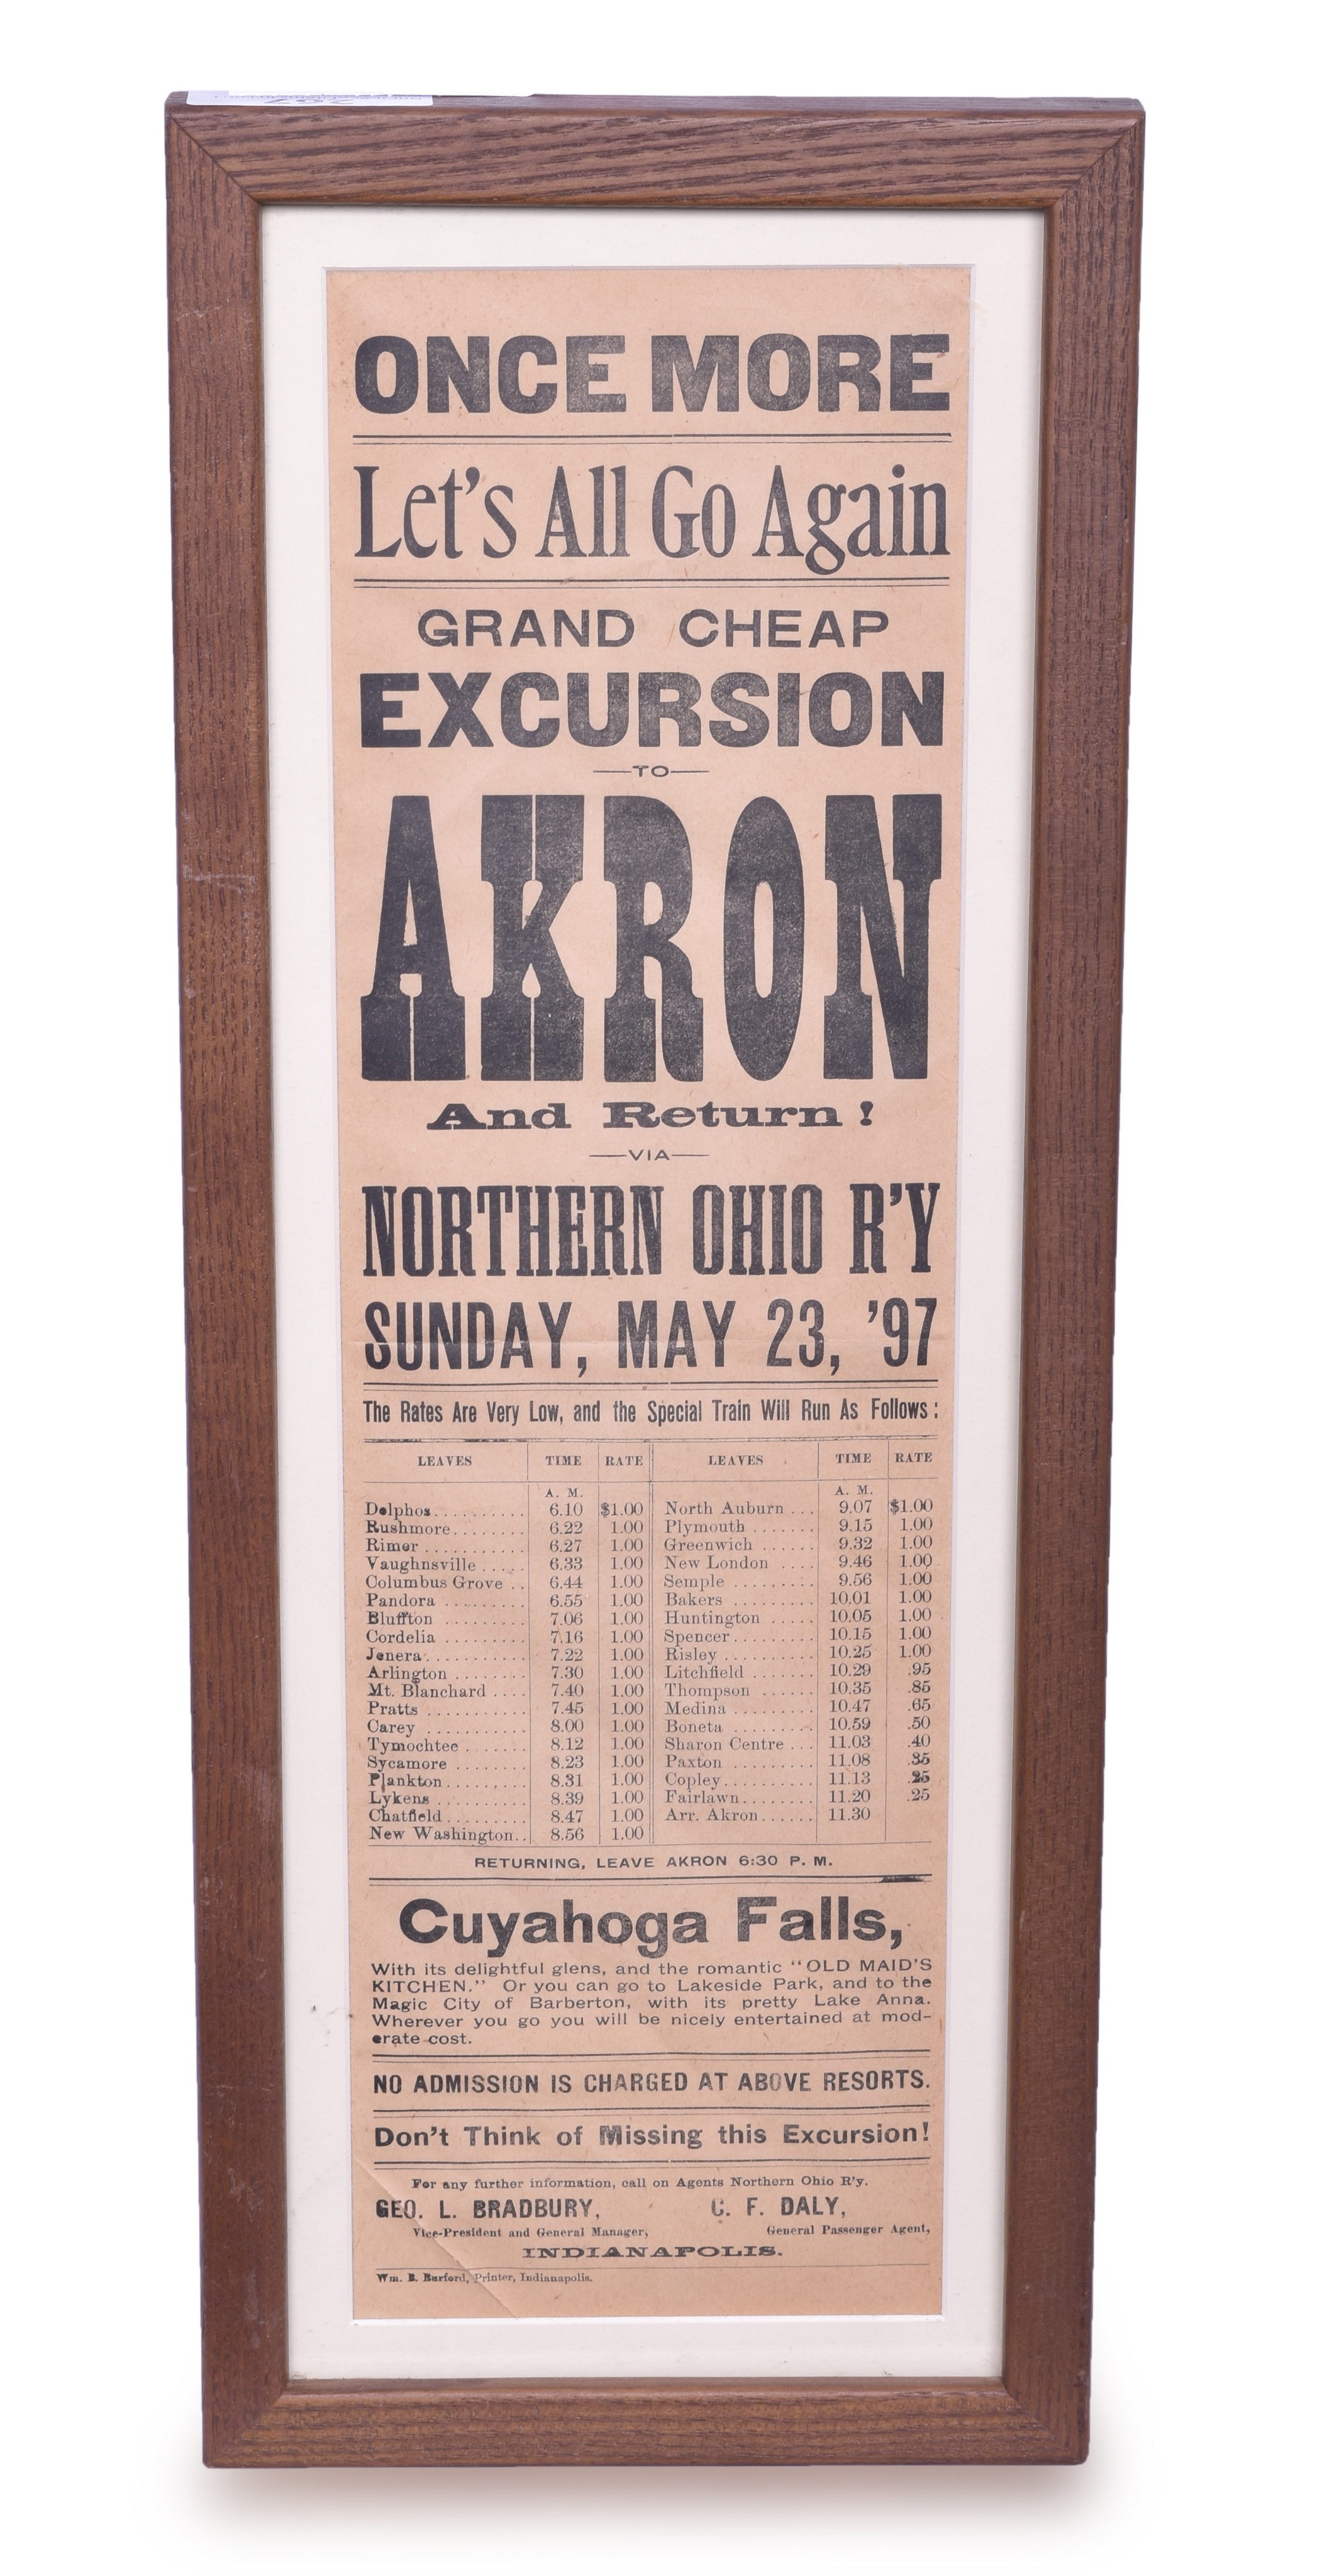 ONCE MORE
Let's All Go Again
GRAND CHEAP
EXCURSION
—TO—
AKRON
And Return!
—VIA—
NORTHERN OHIO R'Y
SUNDAY, MAY 23, '97
The Rates Are Very Low, and the Special Train Will Run As Follows:
LEAVES TIME RATE LEAVES TIME RATE
A. M. A. M.
Delphos.......... 6.10 $1.00 North Auburn ... 9.07 $1.00
Rushmore........ 6.22 1.00 Plymouth ....... 9.15 1.00
Rimer ........... 6.27 1.00 Greenwich ...... 9.32 1.00
Vaughnsville ..... 6.33 1.00 New London .... 9.46 1.00
Columbus Grove .. 6.44 1.00 Semple ......... 9.56 1.00
Pandora ......... 6.55 1.00 Bakers ......... 10.01 1.00
Bluffton .......... 7.06 1.00 Huntington ..... 10.05 1.00
Cordelia ......... 7.16 1.00 Spencer......... 10.15 1.00
Jenera........... 7.22 1.00 Risley .......... 10.25 1.00
Arlington ........ 7.30 1.00 Litchfield ....... 10.29 .95
Mt. Blanchard .... 7.40 1.00 Thompson ...... 10.35 .85
Pratts ........... 7.45 1.00 Medina ......... 10.47 .65
Carey ........... 8.00 1.00 Boneta ......... 10.59 .50
Tymochtee ....... 8.12 1.00 Sharon Centre ... 11.03 .40
Sycamore ........ 8.23 1.00 Paxton ......... 11.08 .35
Plankton......... 8.31 1.00 Copley.......... 11.13 .25
Lykens .......... 8.39 1.00 Fairlawn........ 11.20 .25
Chatfield ......... 8.47 1.00 Arr. Akron...... 11.30
New Washington.. 8.56 1.00
RETURNING, LEAVE AKRON 6:30 P. M.
Cuyahoga Falls,
With its delightful glens, and the romantic "OLD MAID'S
KITCHEN." Or you can go to Lakeside Park, and to the
Magic City of Barberton, with its pretty Lake Anna.
Wherever you go you will be nicely entertained at mod-
erate cost.
NO ADMISSION IS CHARGED AT ABOVE RESORTS.
Don't Think of Missing this Excursion!
For any further information, call on Agents Northern Ohio R'y.
GEO. L. BRADBURY, C. F. DALY,
Vice-President and General Manager, General Passenger Agent,
INDIANAPOLIS.
Wm. B. Burford, Printer, Indianapolis.